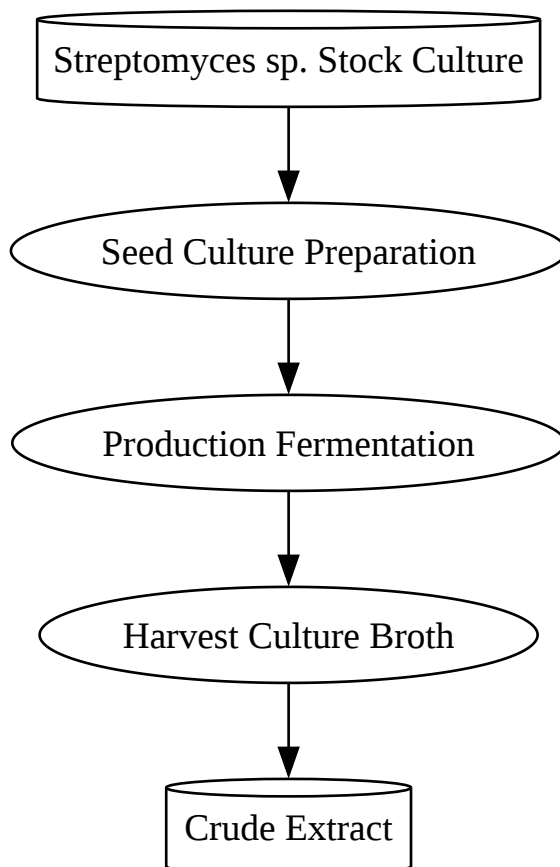 Streptomyces sp. Stock Culture
Seed Culture Preparation
Production Fermentation
Harvest Culture Broth
Crude Extract